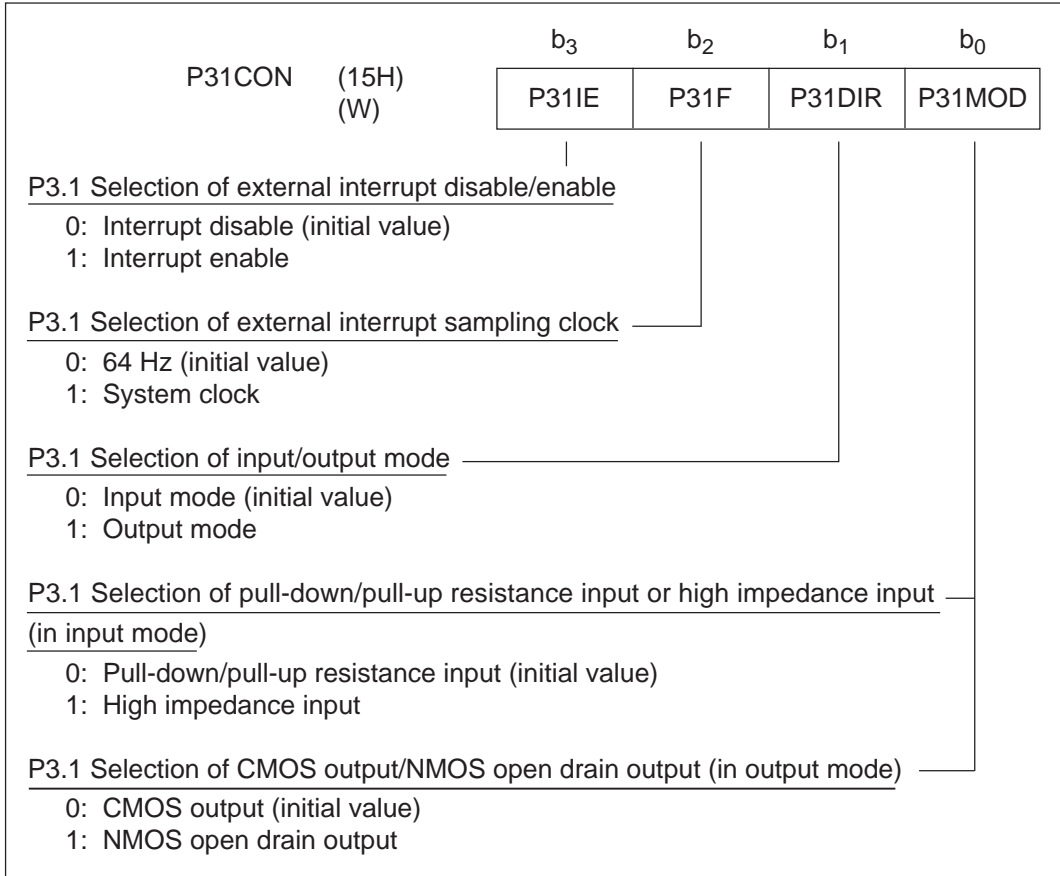 b3 b2 b1 b0
P31CON (15H)
(W)
P31IE P31F P31DIR P31MOD
P3.1 Selection of external interrupt disable/enable
0: Interrupt disable (initial value)
1: Interrupt enable
P3.1 Selection of external interrupt sampling clock
0: 64 Hz (initial value)
1: System clock
P3.1 Selection of input/output mode
0: Input mode (initial value)
1: Output mode
P3.1 Selection of pull-down/pull-up resistance input or high impedance input
(in input mode)
0: Pull-down/pull-up resistance input (initial value)
1: High impedance input
P3.1 Selection of CMOS output/NMOS open drain output (in output mode)
0: CMOS output (initial value)
1: NMOS open drain output